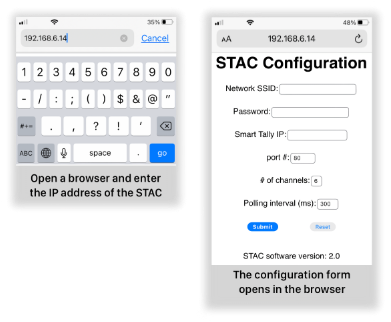 35%
192.168.6.14 Cancel
1 2 3 4 5 6 7 8 9 0
- / : ; ( ) $ & @ "
#+= . , ? ! '
ABC space . go
Open a browser and enter
the IP address of the STAC
48%
AA 192.168.6.14
STAC Configuration
Network SSID:
Password:
Smart Tally IP:
port #: 80
# of channels: 6
Polling interval (ms): 300
Submit Reset
STAC software version: 2.0
The configuration form
opens in the browser